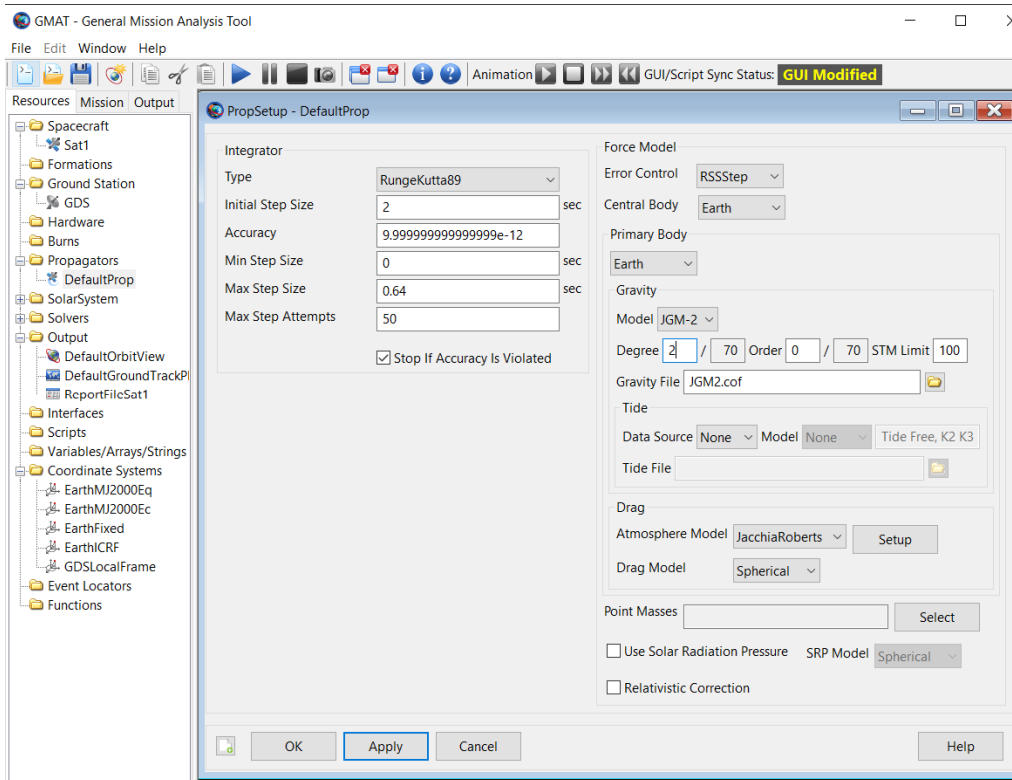 GMAT - General Mission Analysis Tool
File Edit Window Help
Animation GUI/Script Sync Status: GUI Modified
Resources Mission Output
Spacecraft
Sat1
Formations
Ground Station
GDS
Hardware
Burns
Propagators
DefaultProp
SolarSystem
Solvers
Output
DefaultOrbitView
DefaultGroundTrackPl
ReportFileSat1
Interfaces
Scripts
Variables/Arrays/Strings
Coordinate Systems
EarthMJ2000Eq
EarthMJ2000Ec
EarthFixed
EarthICRF
GDSLocalFrame
Event Locators
Functions
PropSetup - DefaultProp
Integrator
Type RungeKutta89
Initial Step Size 2 sec
Accuracy 9.999999999999999e-12
Min Step Size 0 sec
Max Step Size 0.64 sec
Max Step Attempts 50
Stop If Accuracy Is Violated
Force Model
Error Control RSSStep
Central Body Earth
Primary Body
Earth
Gravity
Model JGM-2
Degree 2 / 70 Order 0 / 70 STM Limit 100
Gravity File JGM2.cof
Tide
Data Source None Model None Tide Free, K2 K3
Tide File
Drag
Atmosphere Model JacchiaRoberts Setup
Drag Model Spherical
Point Masses Select
Use Solar Radiation Pressure SRP Model Spherical
Relativistic Correction
OK Apply Cancel Help